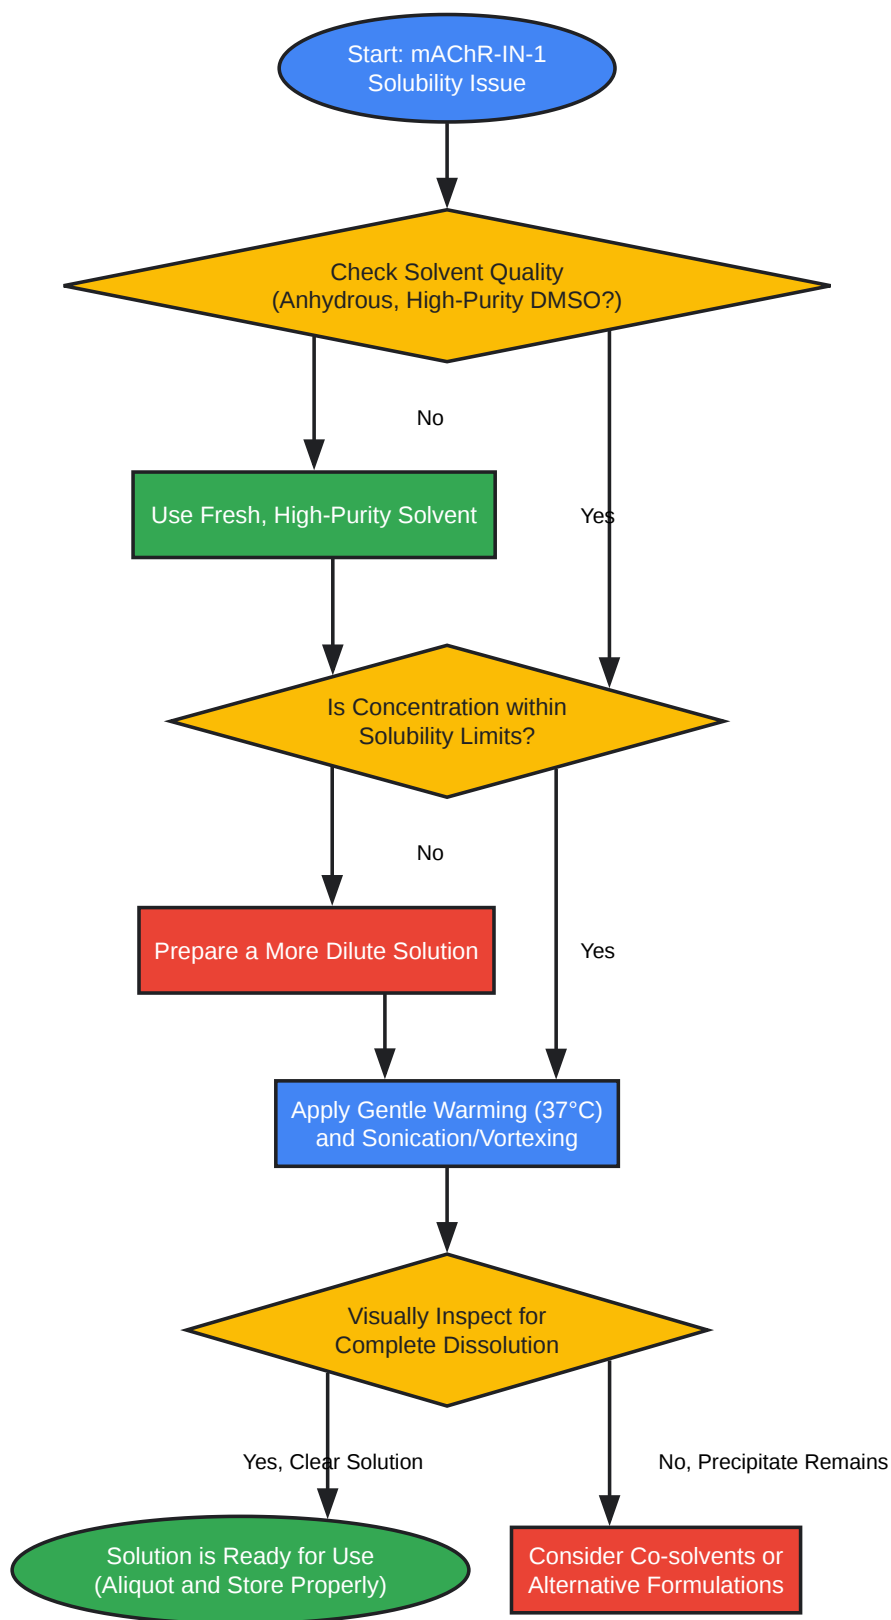 Start: mAChR-IN-1
Solubility Issue
Check Solvent Quality
(Anhydrous, High-Purity DMSO?)
No
Use Fresh, High-Purity Solvent
Yes
Is Concentration within
Solubility Limits?
No
Prepare a More Dilute Solution
Yes
Apply Gentle Warming (37°C)
and Sonication/Vortexing
Visually Inspect for
Complete Dissolution
Yes, Clear Solution
No, Precipitate Remains
Solution is Ready for Use
(Aliquot and Store Properly)
Consider Co-solvents or
Alternative Formulations